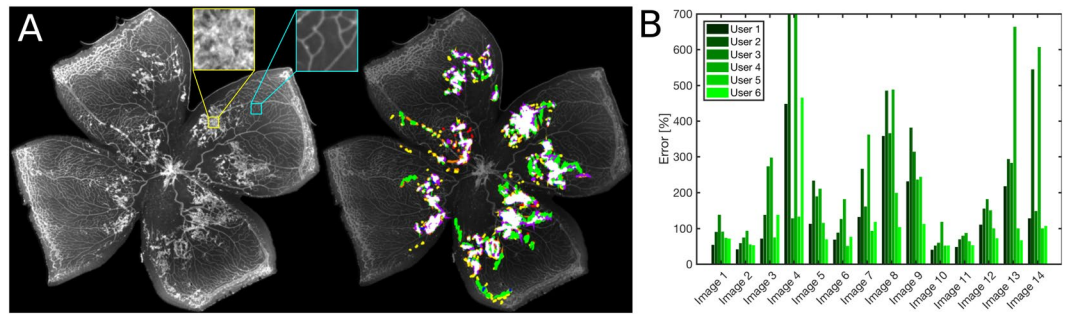 A
B
700
600
500
400
300
200
100
0
Error [%]
User 1
User 2
User 3
User 4
User 5
User 6
Image 1
Image 2
Image 3
Image 4
Image 5
Image 6
Image 7
Image 8
Image 9
Image 10
Image 11
Image 12
Image 13
Image 14